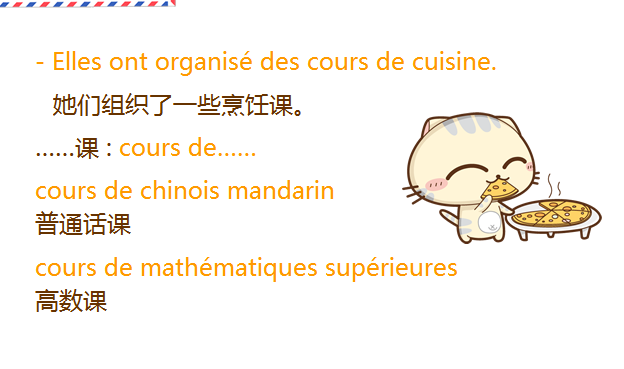 - Elles ont organisé des cours de cuisine.
她们组织了一些烹饪课。
……课 : cours de……
cours de chinois mandarin
普通话课
cours de mathématiques supérieures
高数课